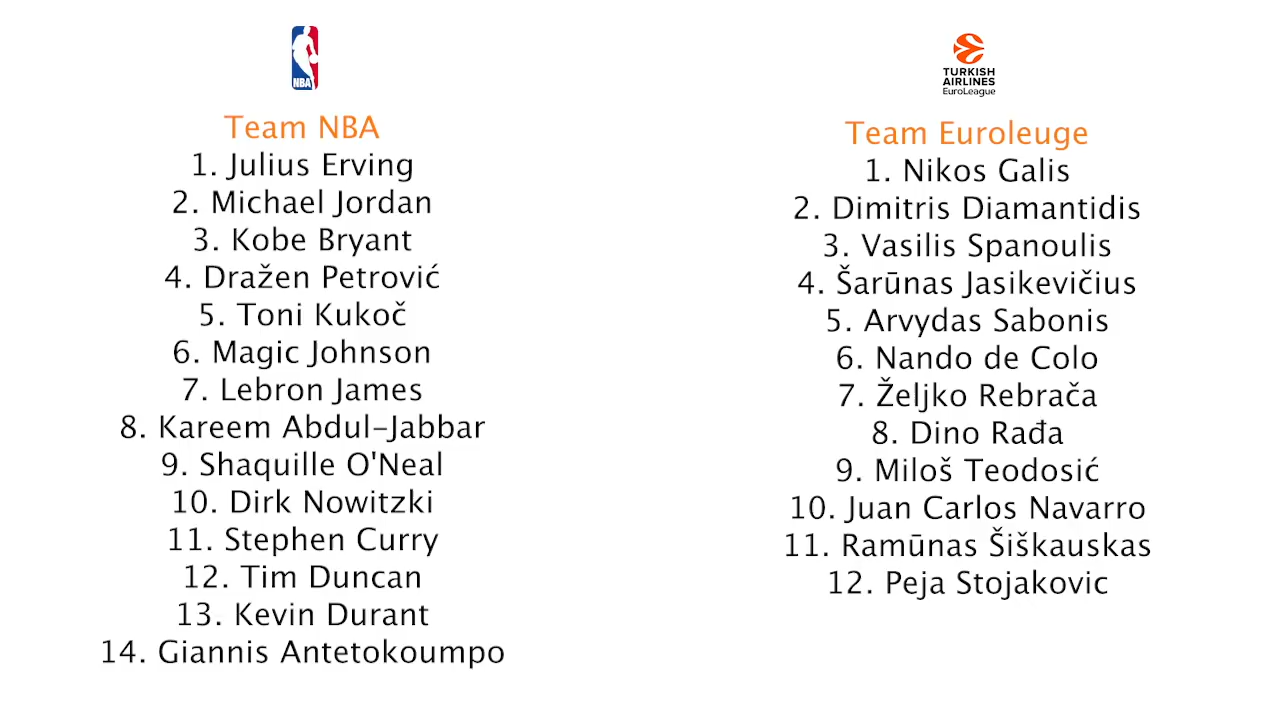 NBA
Team NBA
1. Julius Erving
2. Michael Jordan
3. Kobe Bryant
4. Dražen Petrović
5. Toni Kukoč
6. Magic Johnson
7. Lebron James
8. Kareem Abdul-Jabbar
9. Shaquille O'Neal
10. Dirk Nowitzki
11. Stephen Curry
12. Tim Duncan
13. Kevin Durant
14. Giannis Antetokoumpo
TURKISH
AIRLINES
EuroLeague
Team Euroleuge
1. Nikos Galis
2. Dimitris Diamantidis
3. Vasilis Spanoulis
4. Šarūnas Jasikevičius
5. Arvydas Sabonis
6. Nando de Colo
7. Željko Rebrača
8. Dino Rađa
9. Miloš Teodosić
10. Juan Carlos Navarro
11. Ramūnas Šiškauskas
12. Peja Stojakovic